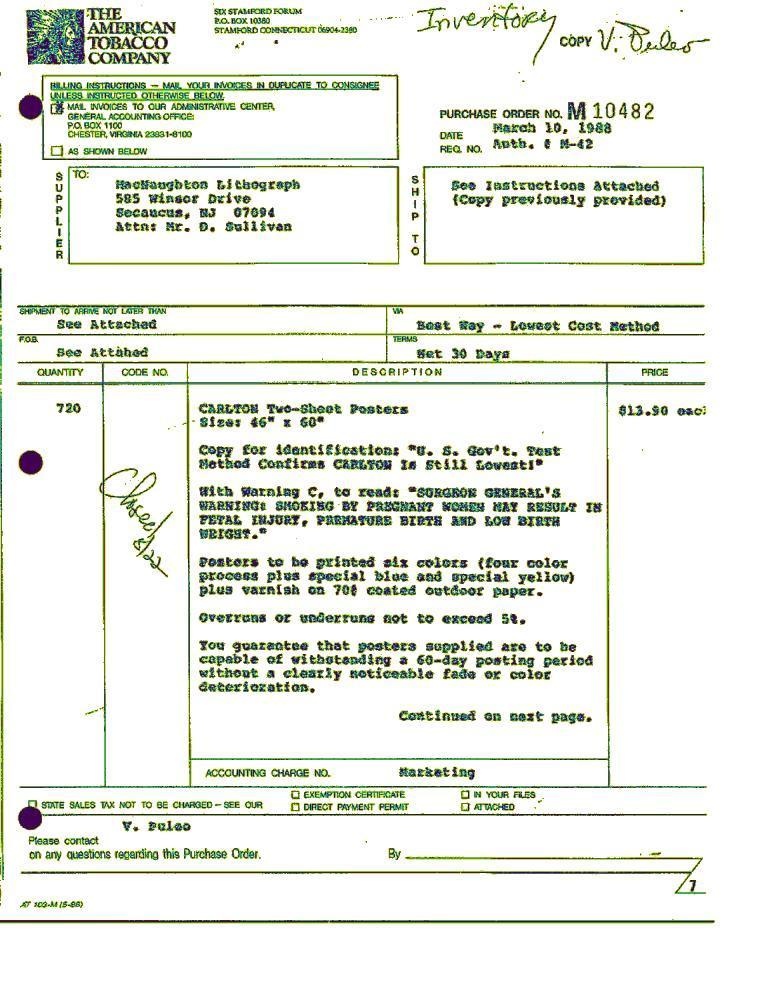 THE
AMERICAN
TOBACCO
COMPANY
SIX STAMFORD FORUM
P.O. BOX 10380
STAMFORD CONNECTICUT 06904-2380
Inventory
COPY V. Puleo
BILLING INSTRUCTIONS — MAIL YOUR INVOICES IN DUPLICATE TO CONSIGNEE
UNLESS INSTRUCTED OTHERWISE BELOW.
MAIL INVOICES TO OUR ADMINISTRATIVE CENTER,
GENERAL ACCOUNTING OFFICE:
P.O. BOX 1100
CHESTER, VIRGINIA 23831-8100
AS SHOWN BELOW
PURCHASE ORDER NO. M 10482
DATE March 10, 1988
REQ. NO. Auth. # M-42
SUPPLIER
TO:
MacNaughton Lithograph
585 Winsor Drive
Secaucus, NJ 07094
Attn: Mr. D. Sullivan
SHIP TO
See Instructions Attached
(Copy previously provided)
SHIPMENT TO ARRIVE NOT LATER THAN
See Attached
VIA
Best Way - Lowest Cost Method
F.O.B.
See Attahed
TERMS
Net 30 Days
QUANTITY CODE NO. DESCRIPTION PRICE
720 CARLTON Two-Sheet Posters $13.90 each
Size: 46" x 60"
Copy for identification: "U. S. Gov't. Test
Method Confirms CARLTON Is Still Lowest!"
With Warning C, to read: "SURGEON GENERAL'S
WARNING: SMOKING BY PREGNANT WOMEN MAY RESULT IN
FETAL INJURY, PREMATURE BIRTH AND LOW BIRTH
WEIGHT."
Closed
8/22
Posters to be printed six colors (four color
process plus special blue and special yellow)
plus varnish on 70# coated outdoor paper.
Overruns or underruns not to exceed 5%.
You guarantee that posters supplied are to be
capable of withstanding a 60-day posting period
without a clearly noticeable fade or color
deterioration.
Continued on next page.
ACCOUNTING CHARGE NO. Marketing
STATE SALES TAX NOT TO BE CHARGED – SEE OUR
EXEMPTION CERTIFICATE
DIRECT PAYMENT PERMIT
IN YOUR FILES
ATTACHED
V. Puleo
Please contact
on any questions regarding this Purchase Order.
By
7
AT 103-M (5-86)